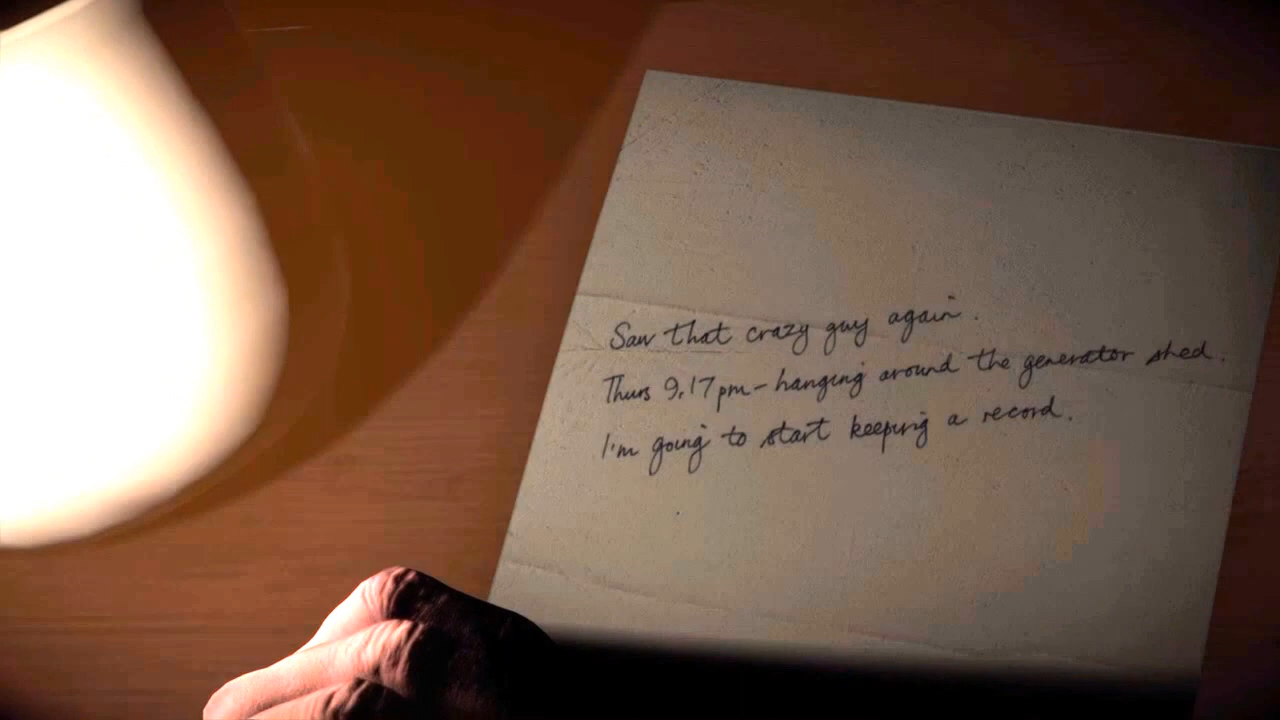 Saw that crazy guy again.
Thurs 9.17pm - hanging around the generator shed.
I'm going to start keeping a record.